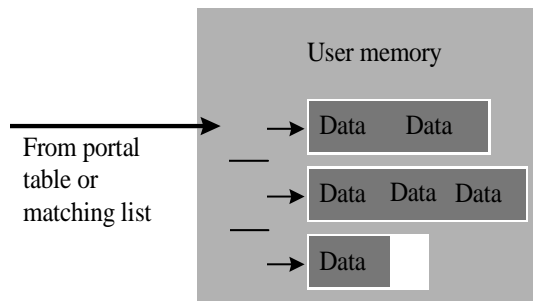 User memory
Data Data
From portal
table or
matching list
Data Data Data
Data